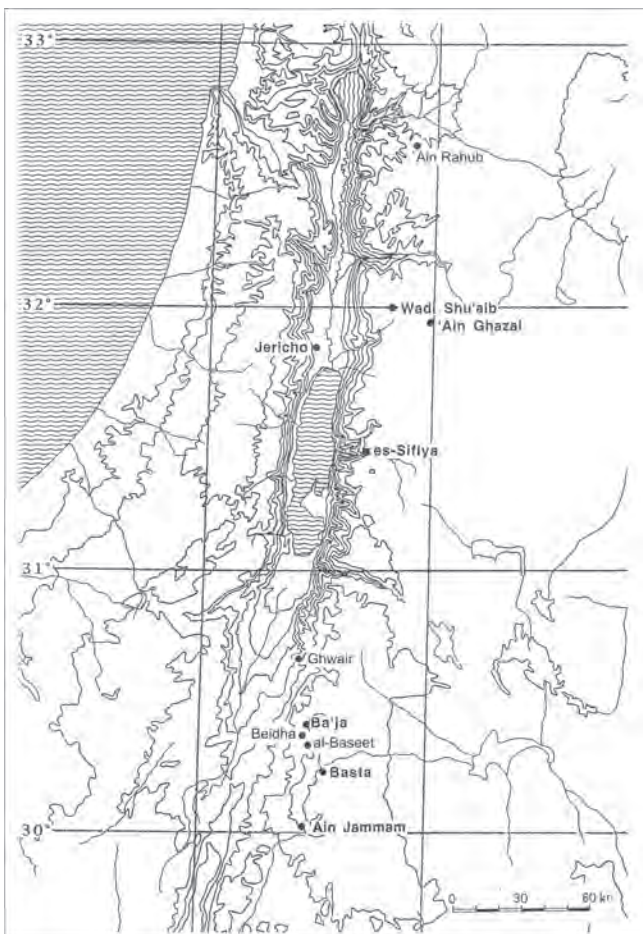 33°
Ain Rahub
32°
Wadi Shu'aib
'Ain Ghazal
Jericho
es-Sifiya
31°
Ghwair
Ba'ja
Beidha
al-Baseet
Basta
30°
'Ain Jammam
0 30 60 km